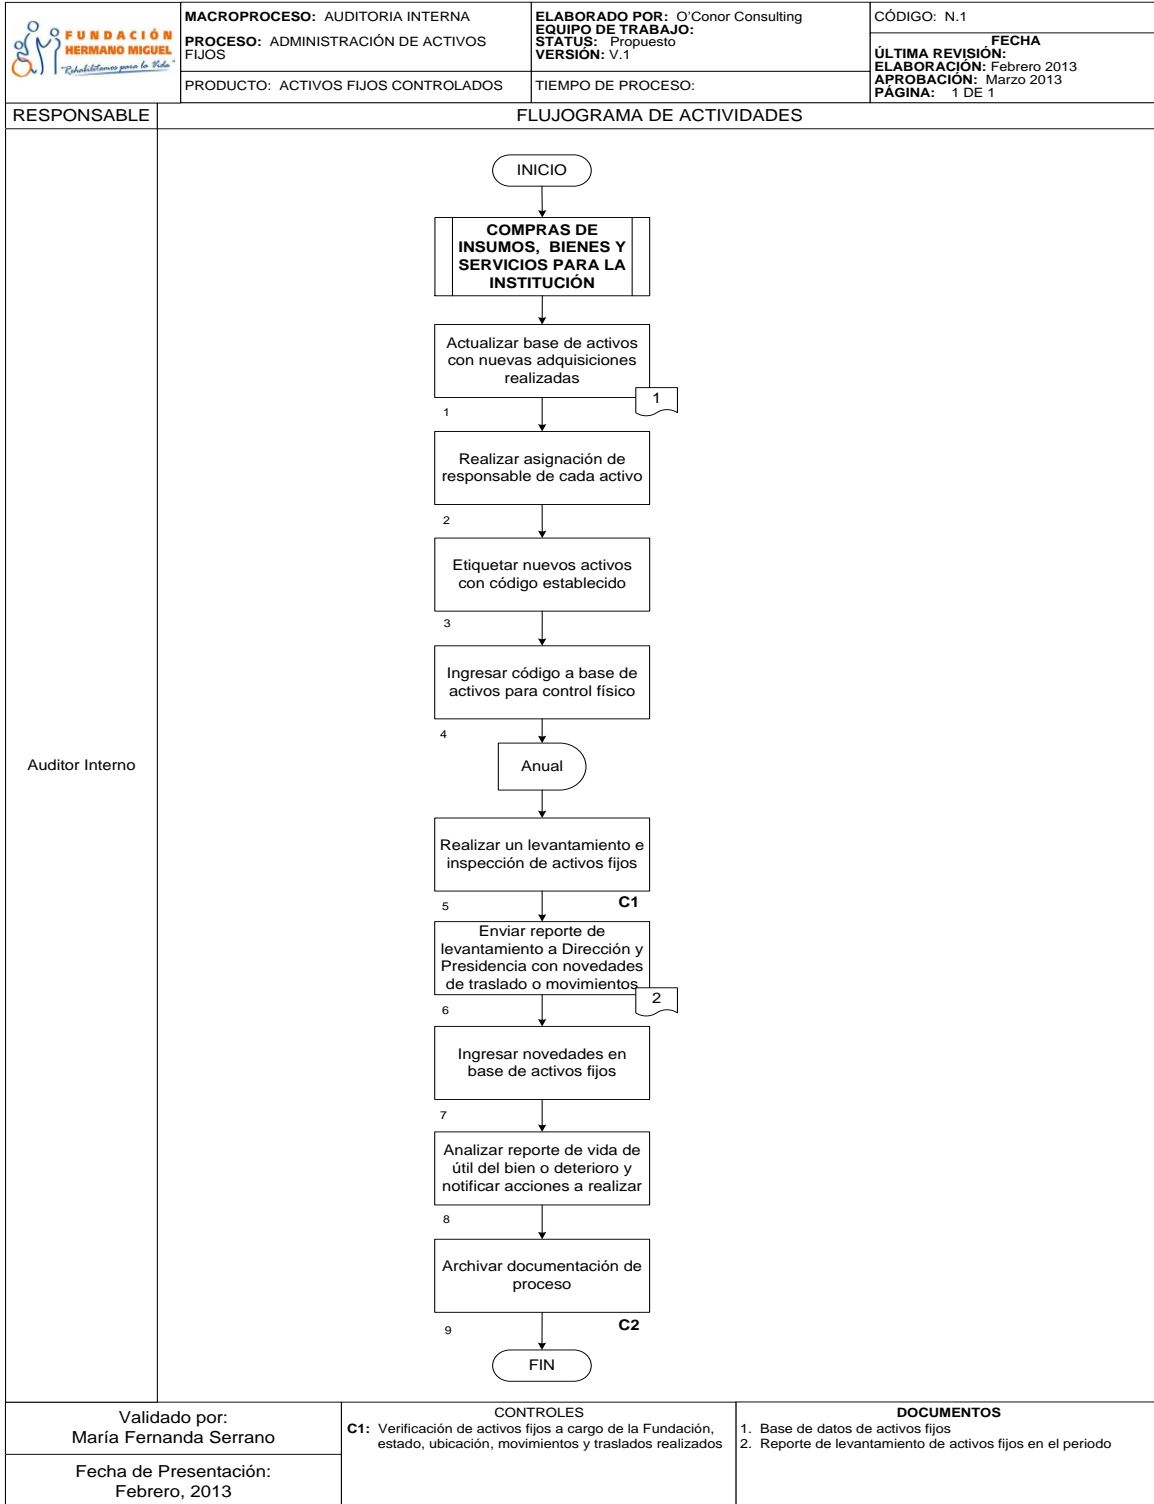 FUNDACIÓN
HERMANO MIGUEL
"Rehabilitamos para la Vida"
MACROPROCESO: AUDITORIA INTERNA
PROCESO: ADMINISTRACIÓN DE ACTIVOS
FIJOS
PRODUCTO: ACTIVOS FIJOS CONTROLADOS
ELABORADO POR: O'Conor Consulting
EQUIPO DE TRABAJO:
STATUS: Propuesto
VERSIÓN: V.1
TIEMPO DE PROCESO:
CÓDIGO: N.1
FECHA
ÚLTIMA REVISIÓN:
ELABORACIÓN: Febrero 2013
APROBACIÓN: Marzo 2013
PÁGINA: 1 DE 1
RESPONSABLE
FLUJOGRAMA DE ACTIVIDADES
Auditor Interno
INICIO
COMPRAS DE
INSUMOS, BIENES Y
SERVICIOS PARA LA
INSTITUCIÓN
Actualizar base de activos
con nuevas adquisiciones
realizadas
1
1
Realizar asignación de
responsable de cada activo
2
Etiquetar nuevos activos
con código establecido
3
Ingresar código a base de
activos para control físico
4
Anual
Realizar un levantamiento e
inspección de activos fijos
5
C1
Enviar reporte de
levantamiento a Dirección y
Presidencia con novedades
de traslado o movimientos
2
6
Ingresar novedades en
base de activos fijos
7
Analizar reporte de vida de
útil del bien o deterioro y
notificar acciones a realizar
8
Archivar documentación de
proceso
9
C2
FIN
Validado por:
María Fernanda Serrano
Fecha de Presentación:
Febrero, 2013
CONTROLES
C1: Verificación de activos fijos a cargo de la Fundación,
estado, ubicación, movimientos y traslados realizados
DOCUMENTOS
1. Base de datos de activos fijos
2. Reporte de levantamiento de activos fijos en el periodo